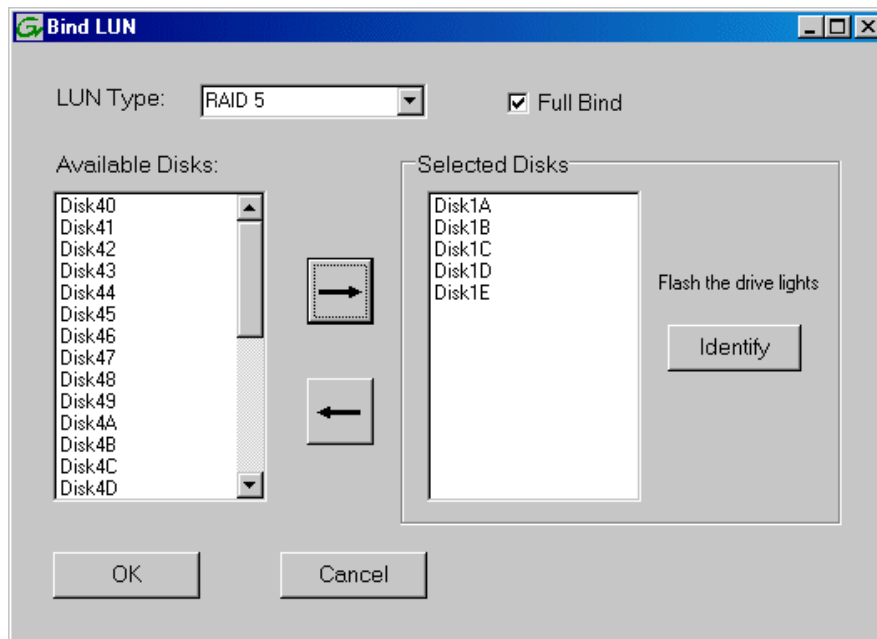 Bind LUN
LUN Type:
RAID 5
Full Bind
Available Disks:
Disk40
Disk41
Disk42
Disk43
Disk44
Disk45
Disk46
Disk47
Disk48
Disk49
Disk4A
Disk4B
Disk4C
Disk4D
Selected Disks
Disk1A
Disk1B
Disk1C
Disk1D
Disk1E
Flash the drive lights
Identify
OK
Cancel